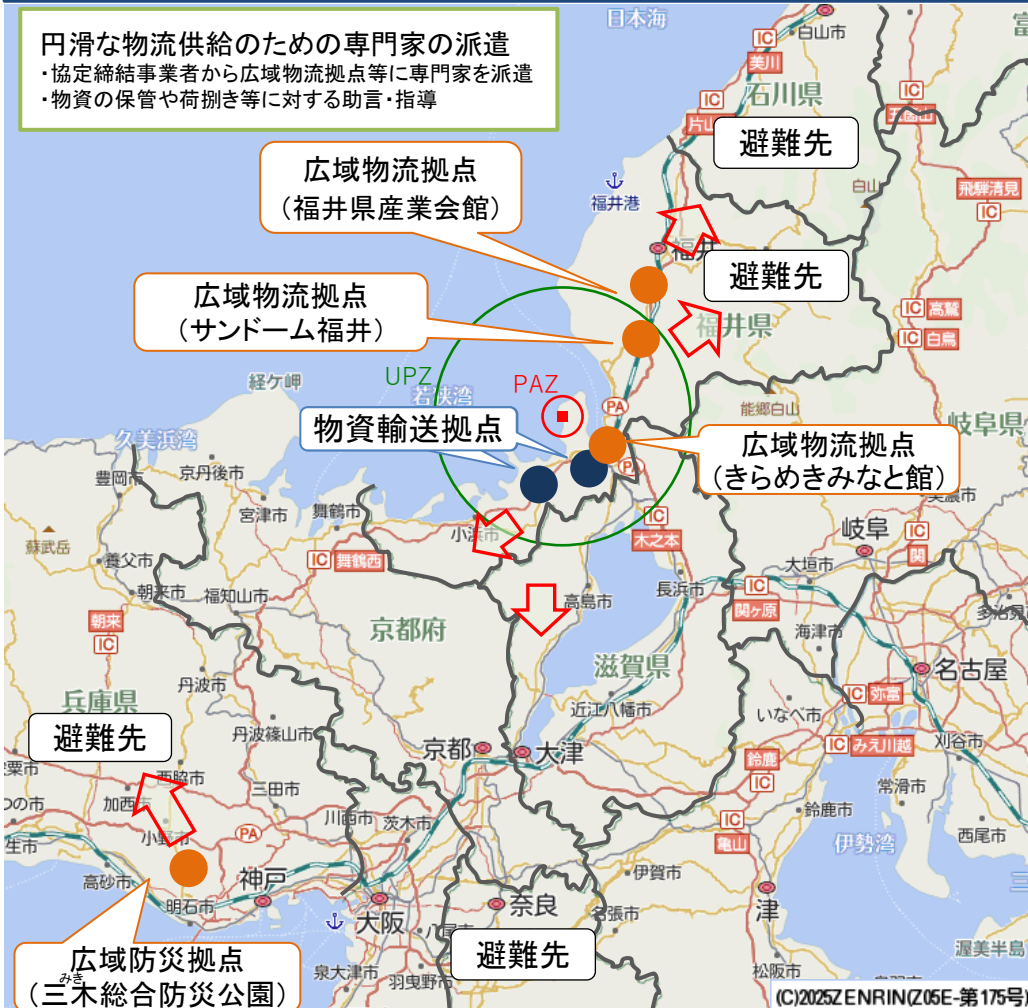 円滑な物流供給のための専門家の派遣
・協定締結事業者から広域物流拠点等に専門家を派遣
・物資の保管や荷捌き等に対する助言・指導
日本海
白山市
IC
美川
石川県
IC
IC
避難先
広域物流拠点
（福井県産業会館）
福井港
白山
飛騨清見
IC
福井
避難先
広域物流拠点
（サンドーム福井）
福井県
IC 高鷲
IC 白鳥
UPZ
若狭湾
PAZ
経ケ岬
PA
能郷白山
岐阜県
物資輸送拠点
広域物流拠点
（きらめきみなと館）
久美浜湾
京丹後市
豊岡市
宮津市
舞鶴市
小浜市
IC
木之本
岐阜
IC
関
蘇武岳
養父市
IC 舞鶴西
大垣市
朝来市
福知山市
高島市
長浜市
IC
関ヶ原
朝来
IC
京都府
海津市
滋賀県
名古屋
丹波市
兵庫県
IC 弥富
避難先
近江八幡市
いなべ市
丹波篠山市
京都
大津
IC みえ川越
刈谷市
西脇市
鈴鹿
IC
加西市
三田市
常滑市
川西市
茨木市
鈴鹿市
小野市
PA
IC
亀山
伊勢湾
西尾市
高砂市
神戸
伊賀市
明石市
大阪
奈良
名張市
津
避難先
広域防災拠点
みき
（三木総合防災公園）
泉大津市
羽曳野市
松阪市
渥美半島
(C)2025ZENRIN(Z05E-第175号)